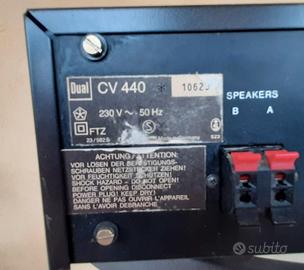 Dual CV 440
10623
230 V ~ 50 Hz
FTZ
SPEAKERS
B A
ACHTUNG/ATTENTION:
VOR LÖSEN DER BEFESTIGUNGS-
SCHRAUBEN NETZSTECKER ZIEHEN!
VOR FEUCHTIGKEIT SCHÜTZEN!
SHOCK HAZARD – DO NOT OPEN!
BEFORE OPENING DISCONNECT
POWER PLUG! KEEP DRY!
DANGER NE PAS OUVRIR L'APPAREIL
SANS AVOIR DEBRANCHE
subito